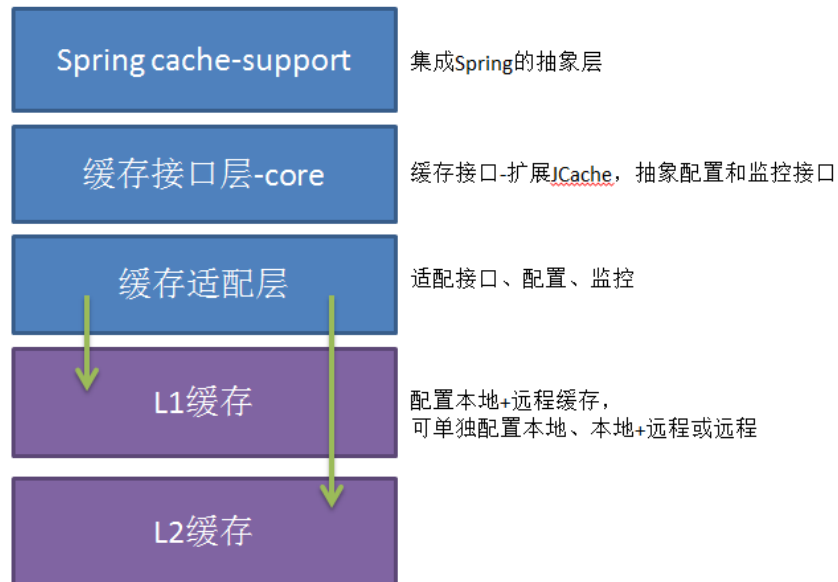 Spring cache-support
集成Spring的抽象层
缓存接口层-core
缓存接口-扩展JCache，抽象配置和监控接口
缓存适配层
适配接口、配置、监控
L1缓存
配置本地+远程缓存，
可单独配置本地、本地+远程或远程
L2缓存